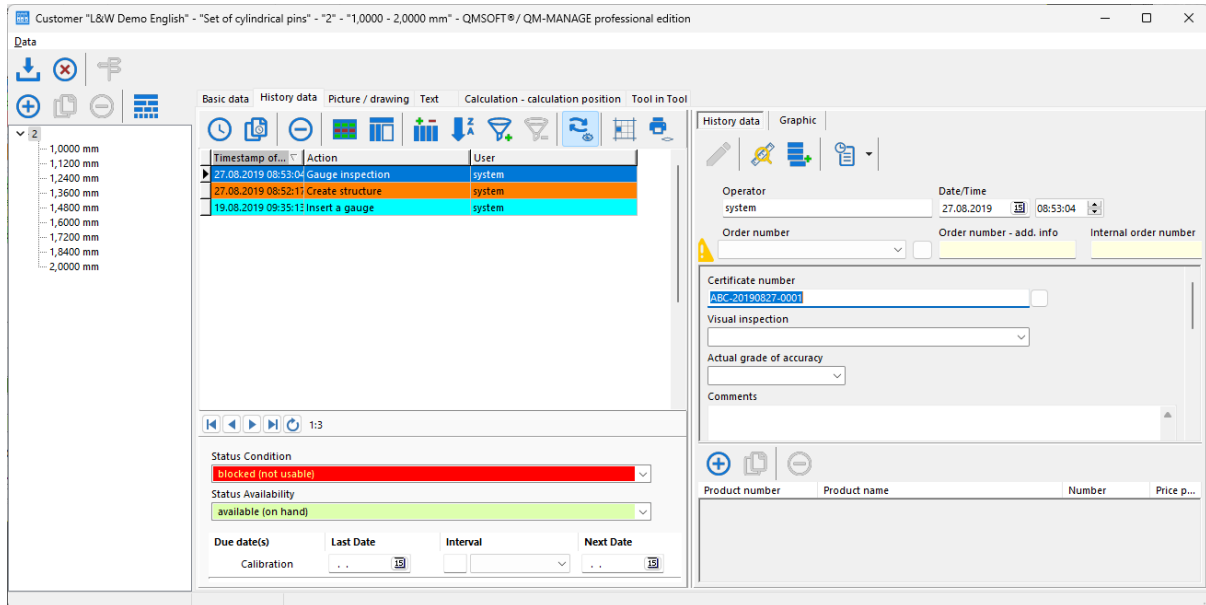 Customer "L&W Demo English" - "Set of cylindrical pins" - "2" - "1,0000 - 2,0000 mm" - QMSOFT®/ QM-MANAGE professional edition
Data
Basic data History data Picture / drawing Text Calculation - calculation position Tool in Tool
2
1,0000 mm
1,1200 mm
1,2400 mm
1,3600 mm
1,4800 mm
1,6000 mm
1,7200 mm
1,8400 mm
2,0000 mm
Timestamp of... Action User
27.08.2019 08:53:04 Gauge inspection system
27.08.2019 08:52:17 Create structure system
19.08.2019 09:35:13 Insert a gauge system
1:3
Status Condition
blocked (not usable)
Status Availability
available (on hand)
Due date(s) Last Date Interval Next Date
Calibration . . 15 . . 15
History data Graphic
Operator Date/Time
system 27.08.2019 15 08:53:04
Order number Order number - add. info Internal order number
Certificate number
ABC-20190827-0001
Visual inspection
Actual grade of accuracy
Comments
Product number Product name Number Price p...